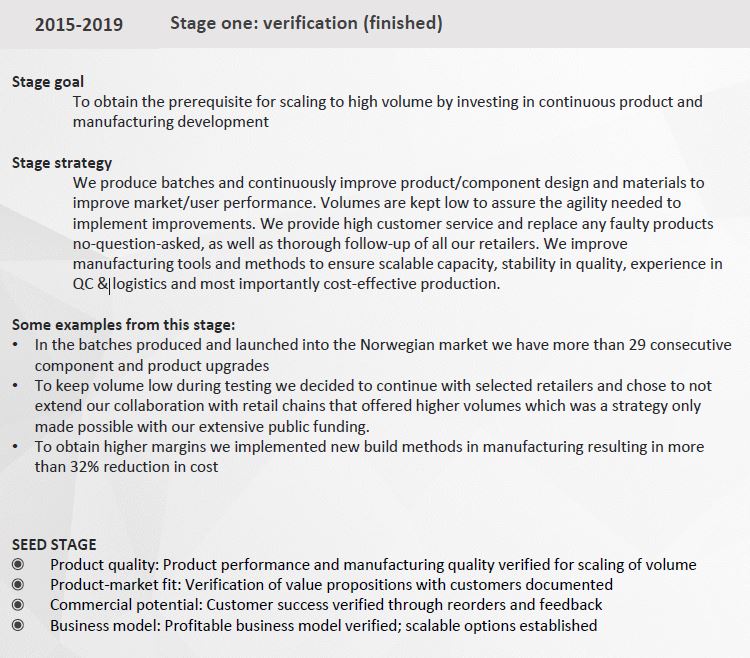 2015-2019 Stage one: verification (finished)
Stage goal
To obtain the prerequisite for scaling to high volume by investing in continuous product and
manufacturing development
Stage strategy
We produce batches and continuously improve product/component design and materials to
improve market/user performance. Volumes are kept low to assure the agility needed to
implement improvements. We provide high customer service and replace any faulty products
no-question-asked, as well as thorough follow-up of all our retailers. We improve
manufacturing tools and methods to ensure scalable capacity, stability in quality, experience in
QC & logistics and most importantly cost-effective production.
Some examples from this stage:
• In the batches produced and launched into the Norwegian market we have more than 29 consecutive
component and product upgrades
• To keep volume low during testing we decided to continue with selected retailers and chose to not
extend our collaboration with retail chains that offered higher volumes which was a strategy only
made possible with our extensive public funding.
• To obtain higher margins we implemented new build methods in manufacturing resulting in more
than 32% reduction in cost
SEED STAGE
◉ Product quality: Product performance and manufacturing quality verified for scaling of volume
◉ Product-market fit: Verification of value propositions with customers documented
◉ Commercial potential: Customer success verified through reorders and feedback
◉ Business model: Profitable business model verified; scalable options established